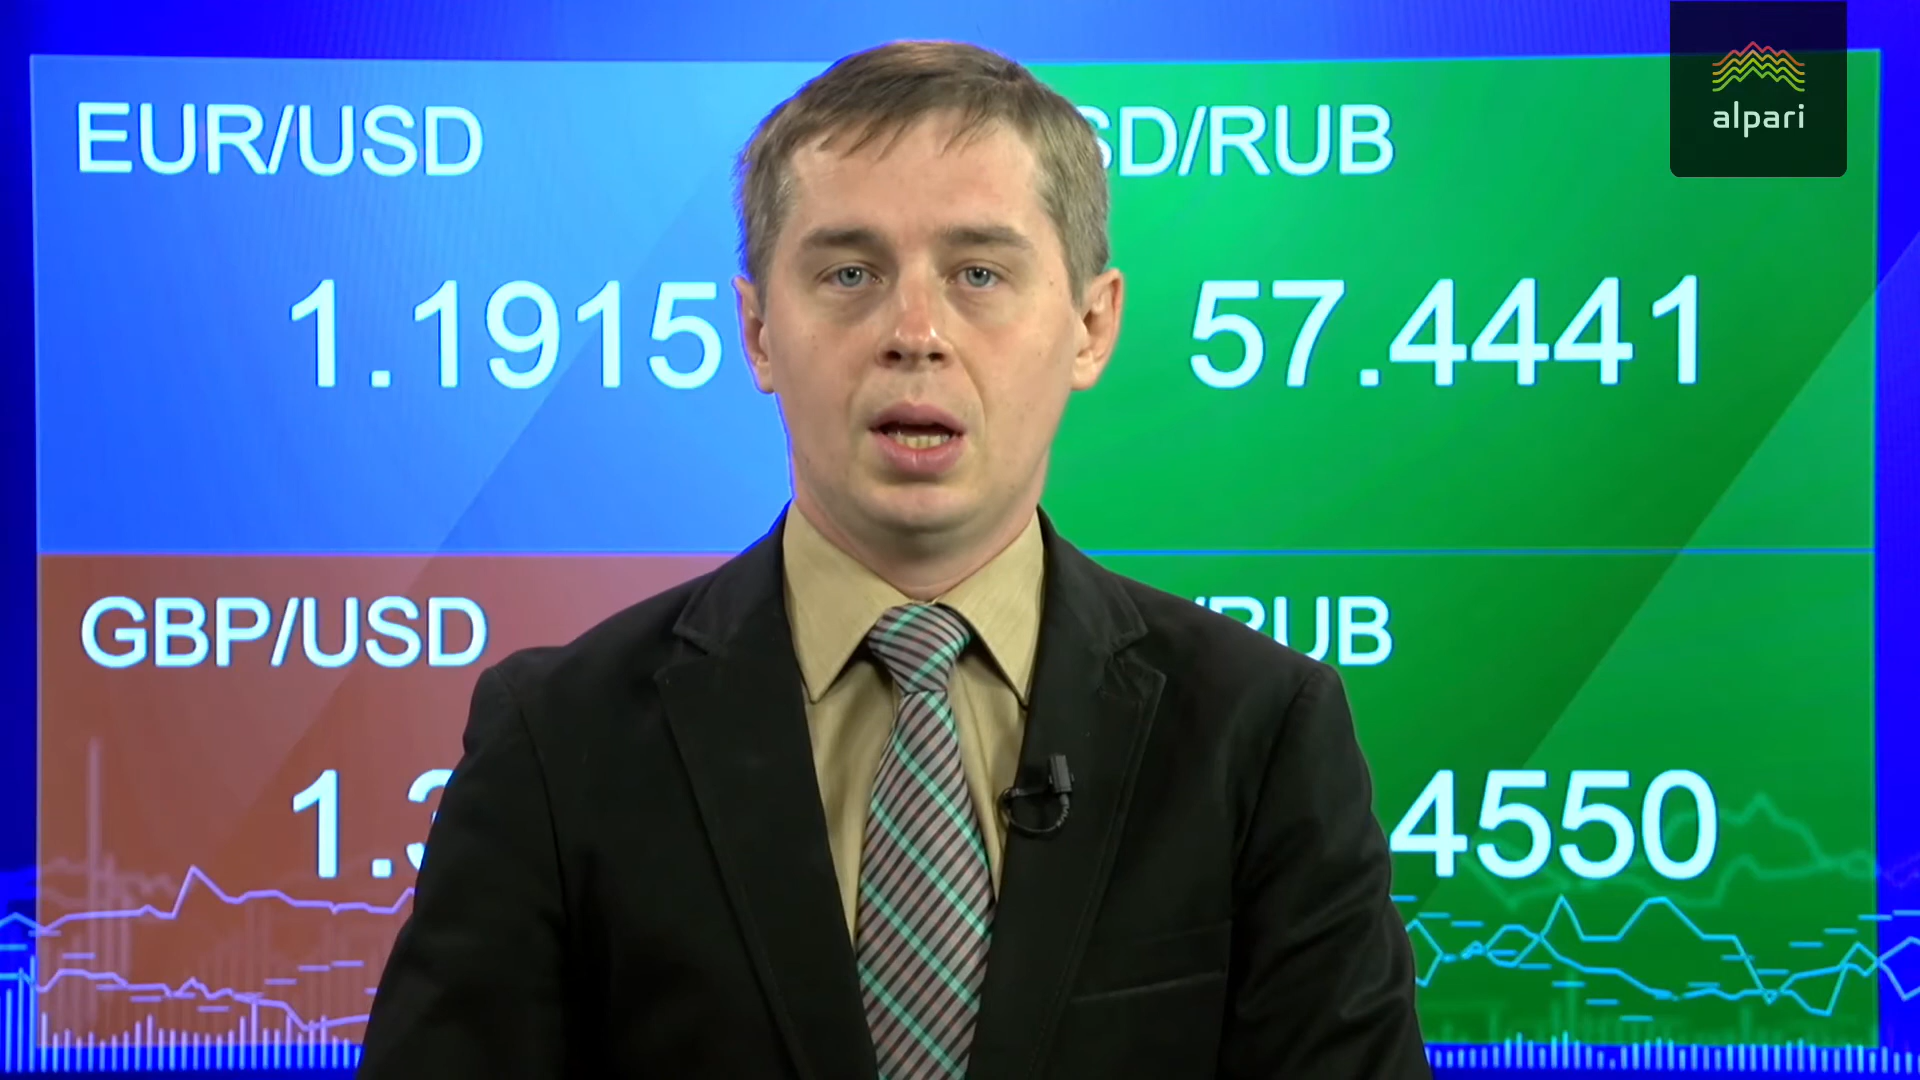 EUR/USD
1.1915
SD/RUB
57.4441
alpari
GBP/USD
1.3
/RUB
4550